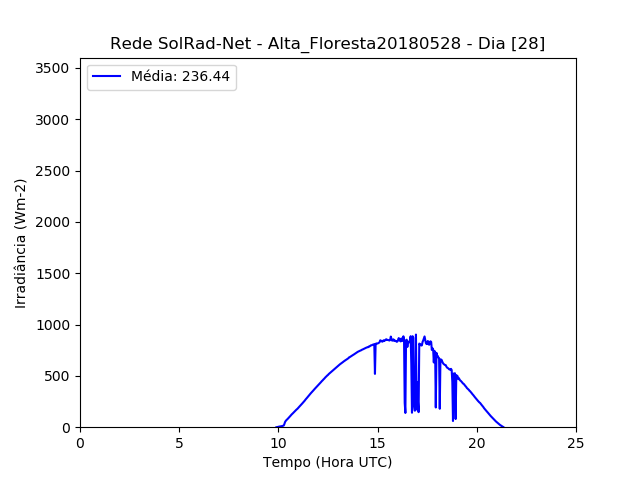 Rede SolRad-Net - Alta_Floresta20180528 - Dia [28]
Média: 236.44
Irradiância (Wm-2)
3500
3000
2500
2000
1500
1000
500
0
0 5 10 15 20 25
Tempo (Hora UTC)